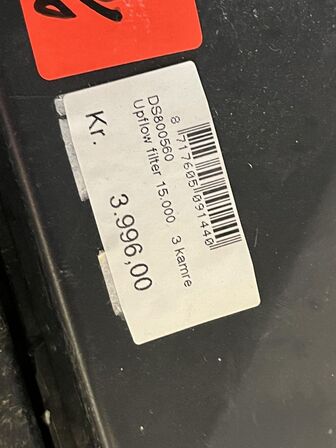 %
8 717605 091440
DS800560
Upflow filter 15.000, 3 kamre
Kr. 3.996,00